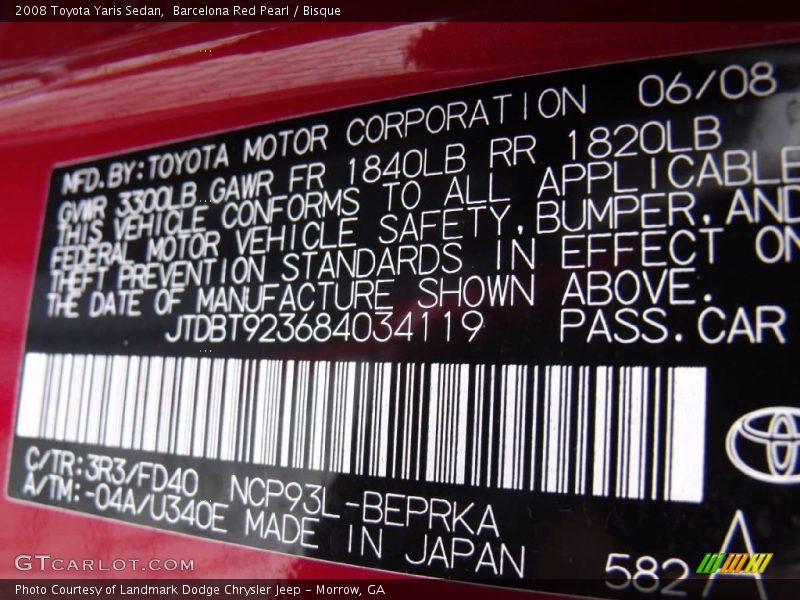 2008 Toyota Yaris Sedan,  Barcelona Red Pearl / Bisque
MFD.BY:TOYOTA MOTOR CORPORATION 06/08
GVWR 3300LB GAWR FR 1840LB RR 1820LB
THIS VEHICLE CONFORMS TO ALL APPLICABLE
FEDERAL MOTOR VEHICLE SAFETY, BUMPER, AND
THEFT PREVENTION STANDARDS IN EFFECT ON
THE DATE OF MANUFACTURE SHOWN ABOVE.
JTDBT923684034119 PASS.CAR
C/TR:3R3/FD40 NCP93L-BEPRKA
A/TM:-04A/U340E MADE IN JAPAN
582 A
GTCARLOT.COM
Photo Courtesy of Landmark Dodge Chrysler Jeep - Morrow, GA